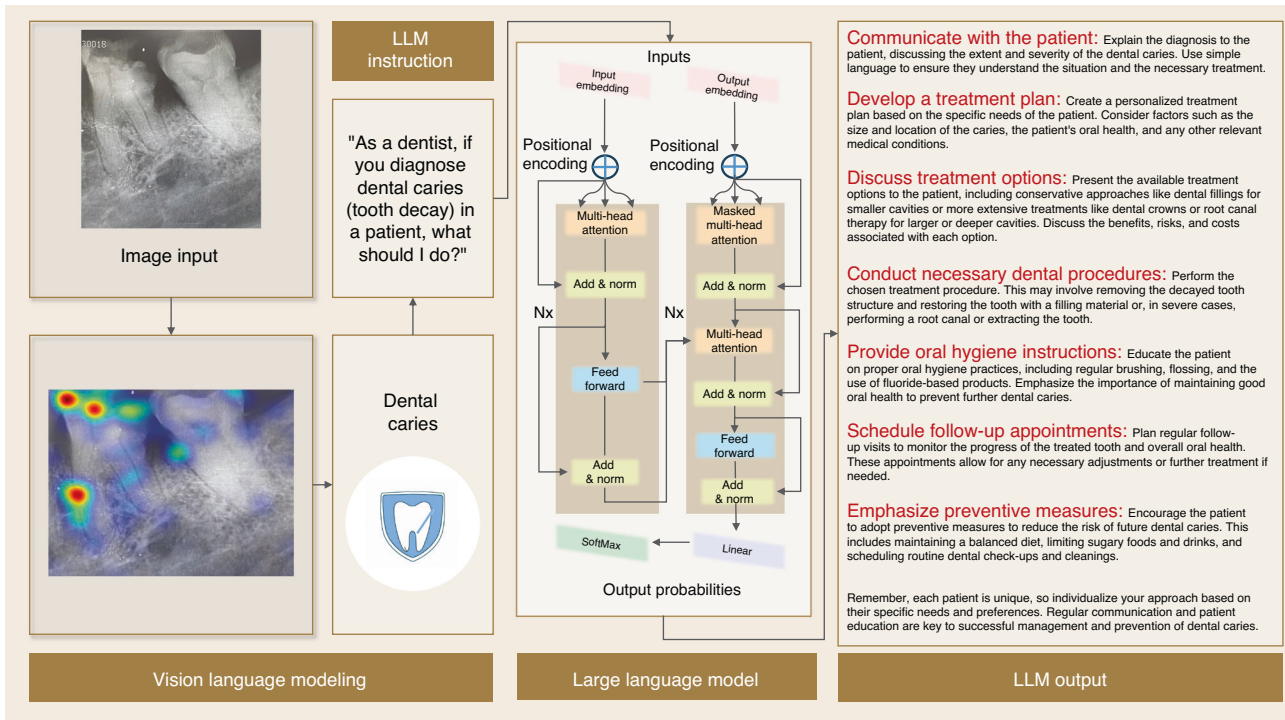 30018
Image input
Dental
caries
LLM
instruction
"As a dentist, if
you diagnose
dental caries
(tooth decay) in
a patient, what
should I do?"
Vision language modeling
Inputs
Input
embedding
Output
embedding
Positional
encoding
Positional
encoding
Multi-head
attention
Add & norm
Nx
Feed
forward
Add
& norm
Masked
multi-head
attention
Add & norm
Nx
Multi-head
attention
Add & norm
Feed
forward
Add
& norm
SoftMax
Linear
Output probabilities
Large language model
Communicate with the patient: Explain the diagnosis to the
patient, discussing the extent and severity of the dental caries. Use simple
language to ensure they understand the situation and the necessary treatment.
Develop a treatment plan: Create a personalized treatment
plan based on the specific needs of the patient. Consider factors such as the
size and location of the caries, the patient's oral health, and any other relevant
medical conditions.
Discuss treatment options: Present the available treatment
options to the patient, including conservative approaches like dental fillings for
smaller cavities or more extensive treatments like dental crowns or root canal
therapy for larger or deeper cavities. Discuss the benefits, risks, and costs
associated with each option.
Conduct necessary dental procedures: Perform the
chosen treatment procedure. This may involve removing the decayed tooth
structure and restoring the tooth with a filling material or, in severe cases,
performing a root canal or extracting the tooth.
Provide oral hygiene instructions: Educate the patient
on proper oral hygiene practices, including regular brushing, flossing, and the
use of fluoride-based products. Emphasize the importance of maintaining good
oral health to prevent further dental caries.
Schedule follow-up appointments: Plan regular follow-
up visits to monitor the progress of the treated tooth and overall oral health.
These appointments allow for any necessary adjustments or further treatment if
needed.
Emphasize preventive measures: Encourage the patient
to adopt preventive measures to reduce the risk of future dental caries. This
includes maintaining a balanced diet, limiting sugary foods and drinks, and
scheduling routine dental check-ups and cleanings.
Remember, each patient is unique, so individualize your approach based on
their specific needs and preferences. Regular communication and patient
education are key to successful management and prevention of dental caries.
LLM output